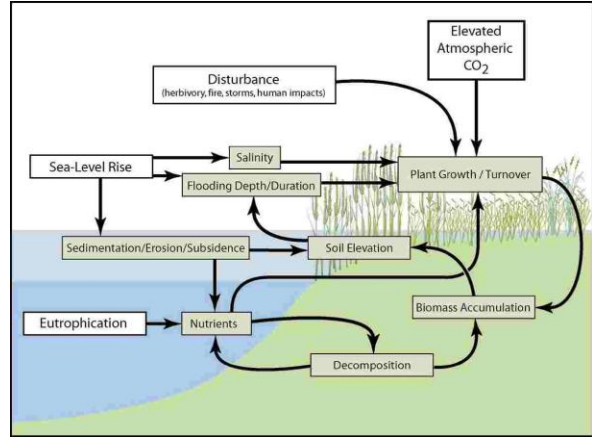 Elevated
Atmospheric
CO2
Disturbance
(herbivory, fire, storms, human impacts)
Salinity
Sea-Level Rise
Plant Growth / Turnover
Flooding Depth/Duration
Sedimentation/Erosion/Subsidence
Soil Elevation
Biomass Accumulation
Eutrophication
Nutrients
Decomposition